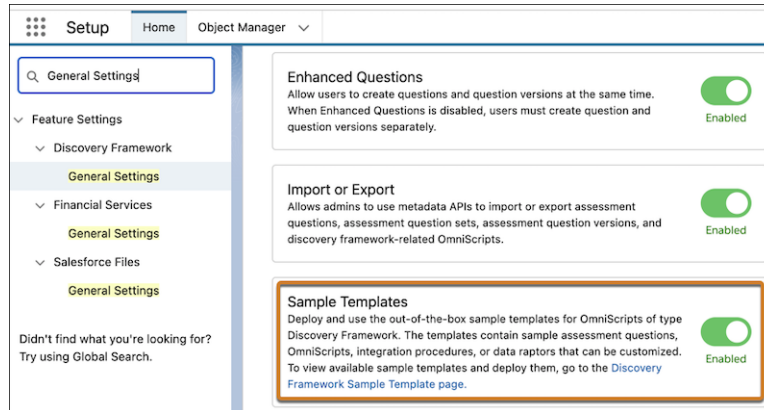 Setup
Home
Object Manager
General Settings
Feature Settings
Discovery Framework
General Settings
Financial Services
General Settings
Salesforce Files
General Settings
Didn't find what you're looking for?
Try using Global Search.
Enhanced Questions
Allow users to create questions and question versions at the same time.
When Enhanced Questions is disabled, users must create question and
question versions separately.
Enabled
Import or Export
Allows admins to use metadata APIs to import or export assessment
questions, assessment question sets, assessment question versions, and
discovery framework-related OmniScripts.
Enabled
Sample Templates
Deploy and use the out-of-the-box sample templates for OmniScripts of type
Discovery Framework. The templates contain sample assessment questions,
OmniScripts, integration procedures, or data raptors that can be customized.
To view available sample templates and deploy them, go to the Discovery
Framework Sample Template page.
Enabled